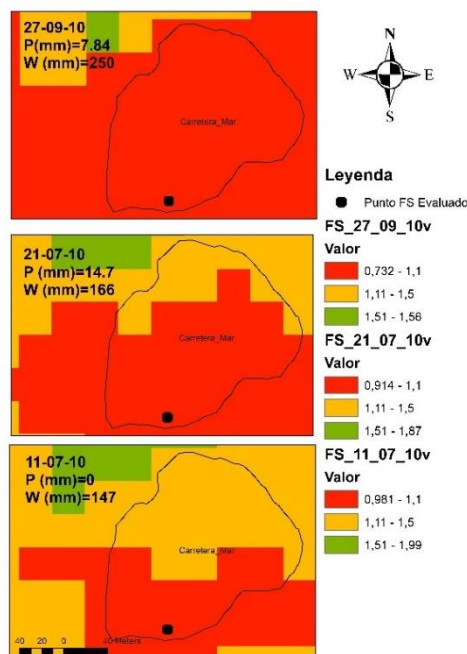 27-09-10
P(mm)=7.84
W (mm)=250
Carretera_Mar
21-07-10
P (mm)=14.7
W (mm)=166
Carretera_Mar
11-07-10
P (mm)=0
W (mm)=147
Carretera_Mar
40 20 0 40 Meters
N
W E
S
Leyenda
Punto FS Evaluado
FS_27_09_10v
Valor
0,732 - 1,1
1,11 - 1,5
1,51 - 1,56
FS_21_07_10v
Valor
0,914 - 1,1
1,11 - 1,5
1,51 - 1,87
FS_11_07_10v
Valor
0,981 - 1,1
1,11 - 1,5
1,51 - 1,99